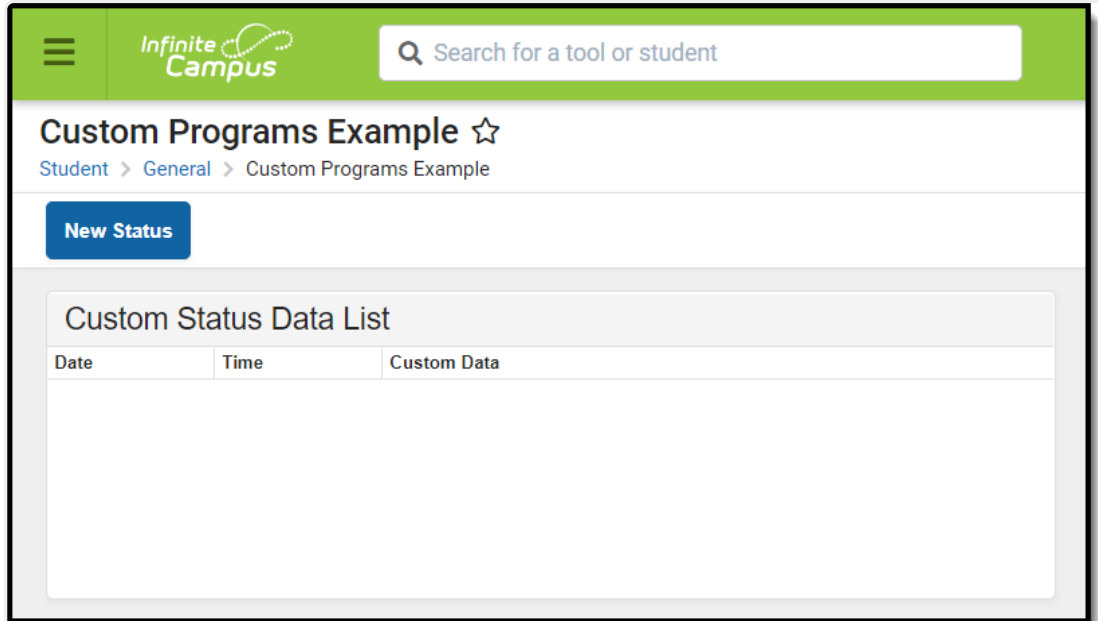 Infinite
Campus
Search for a tool or student
Custom Programs Example
Student > General > Custom Programs Example
New Status
Custom Status Data List
Date Time Custom Data